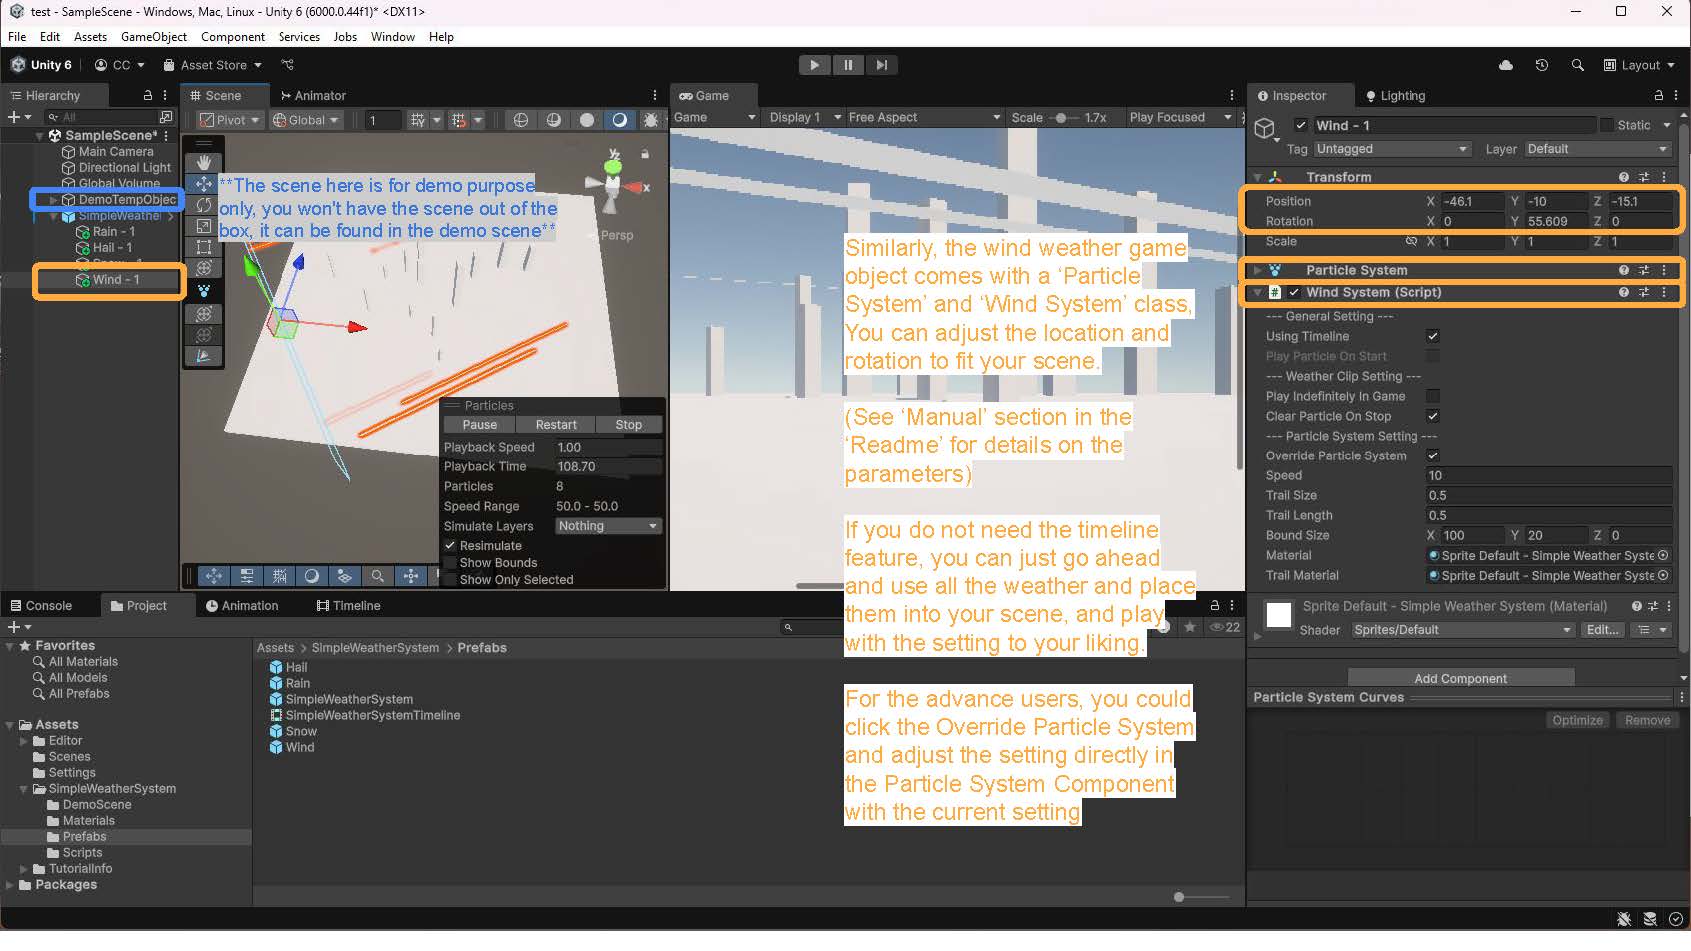 test - SampleScene - Windows, Mac, Linux - Unity 6 (6000.0.44f1)* <DX11>
File Edit Assets GameObject Component Services Jobs Window Help
Unity 6 CC Asset Store Layout
Hierarchy
All
SampleScene*
Main Camera
Directional Light
Global Volume
DemoTempObjec
SimpleWeather
Rain - 1
Hail - 1
Snow - 1
Wind - 1
Scene Animator
Pivot Global 1
**The scene here is for demo purpose
only, you won't have the scene out of the
box, it can be found in the demo scene**
y z
x
Persp
Particles
Pause Restart Stop
Playback Speed 1.00
Playback Time 108.70
Particles 8
Speed Range 50.0 - 50.0
Simulate Layers Nothing
Resimulate
Show Bounds
Show Only Selected
Game
Game Display 1 Free Aspect Scale 1.7x Play Focused
Similarly, the wind weather game
object comes with a ‘Particle
System’ and ‘Wind System’ class,
You can adjust the location and
rotation to fit your scene.
(See ‘Manual’ section in the
‘Readme’ for details on the
parameters)
If you do not need the timeline
feature, you can just go ahead
and use all the weather and place
them into your scene, and play
with the setting to your liking.
For the advance users, you could
click the Override Particle System
and adjust the setting directly in
the Particle System Component
with the current setting
Inspector Lighting
Wind - 1 Static
Tag Untagged Layer Default
Transform
Position X -46.1 Y -10 Z -15.1
Rotation X 0 Y 55.609 Z 0
Scale X 1 Y 1 Z 1
Particle System
# Wind System (Script)
--- General Setting ---
Using Timeline
Play Particle On Start
--- Weather Clip Setting ---
Play Indefinitely In Game
Clear Particle On Stop
--- Particle System Setting ---
Override Particle System
Speed 10
Trail Size 0.5
Trail Length 0.5
Bound Size X 100 Y 20 Z 0
Material Sprite Default - Simple Weather Syste
Trail Material Sprite Default - Simple Weather Syste
Sprite Default - Simple Weather System (Material)
Shader Sprites/Default Edit...
Add Component
Particle System Curves
Optimize Remove
Console Project Animation Timeline
22
Favorites
All Materials
All Models
All Prefabs
Assets
Editor
Scenes
Settings
SimpleWeatherSystem
DemoScene
Materials
Prefabs
Scripts
TutorialInfo
Packages
Assets > SimpleWeatherSystem > Prefabs
Hail
Rain
SimpleWeatherSystem
SimpleWeatherSystemTimeline
Snow
Wind